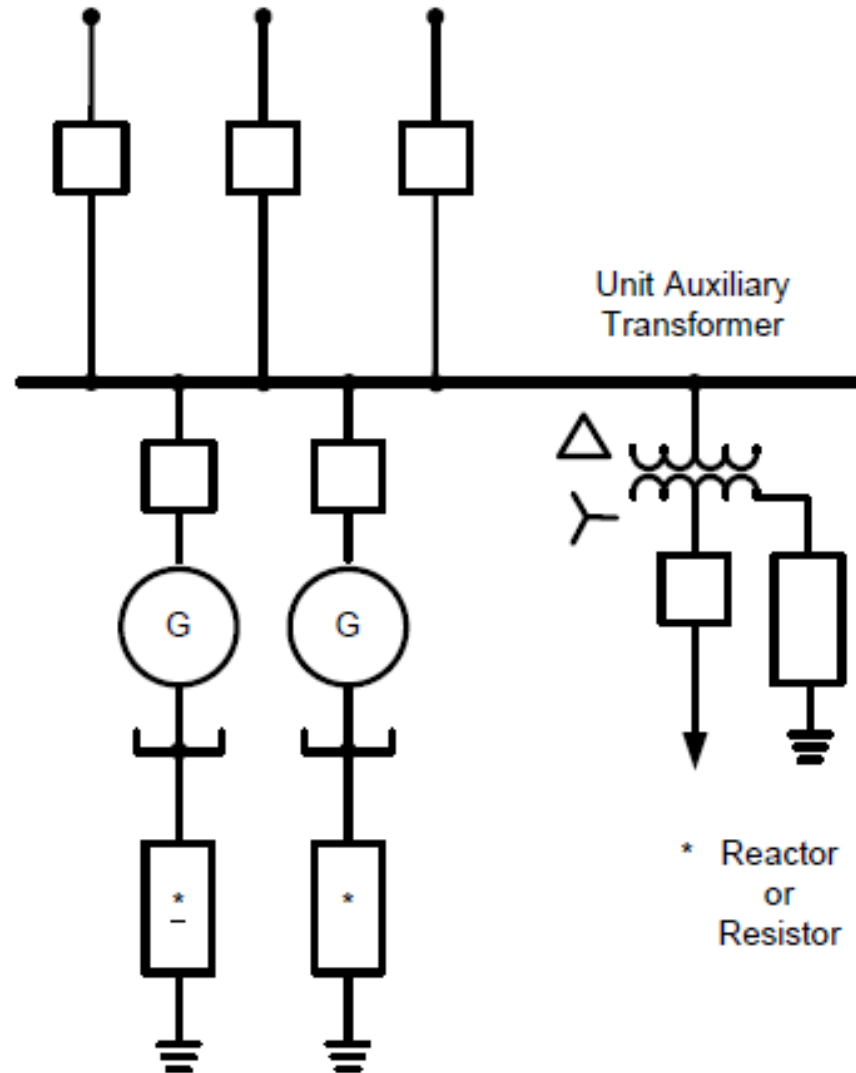 Unit Auxiliary
Transformer
G
G
*
*
* Reactor
or
Resistor